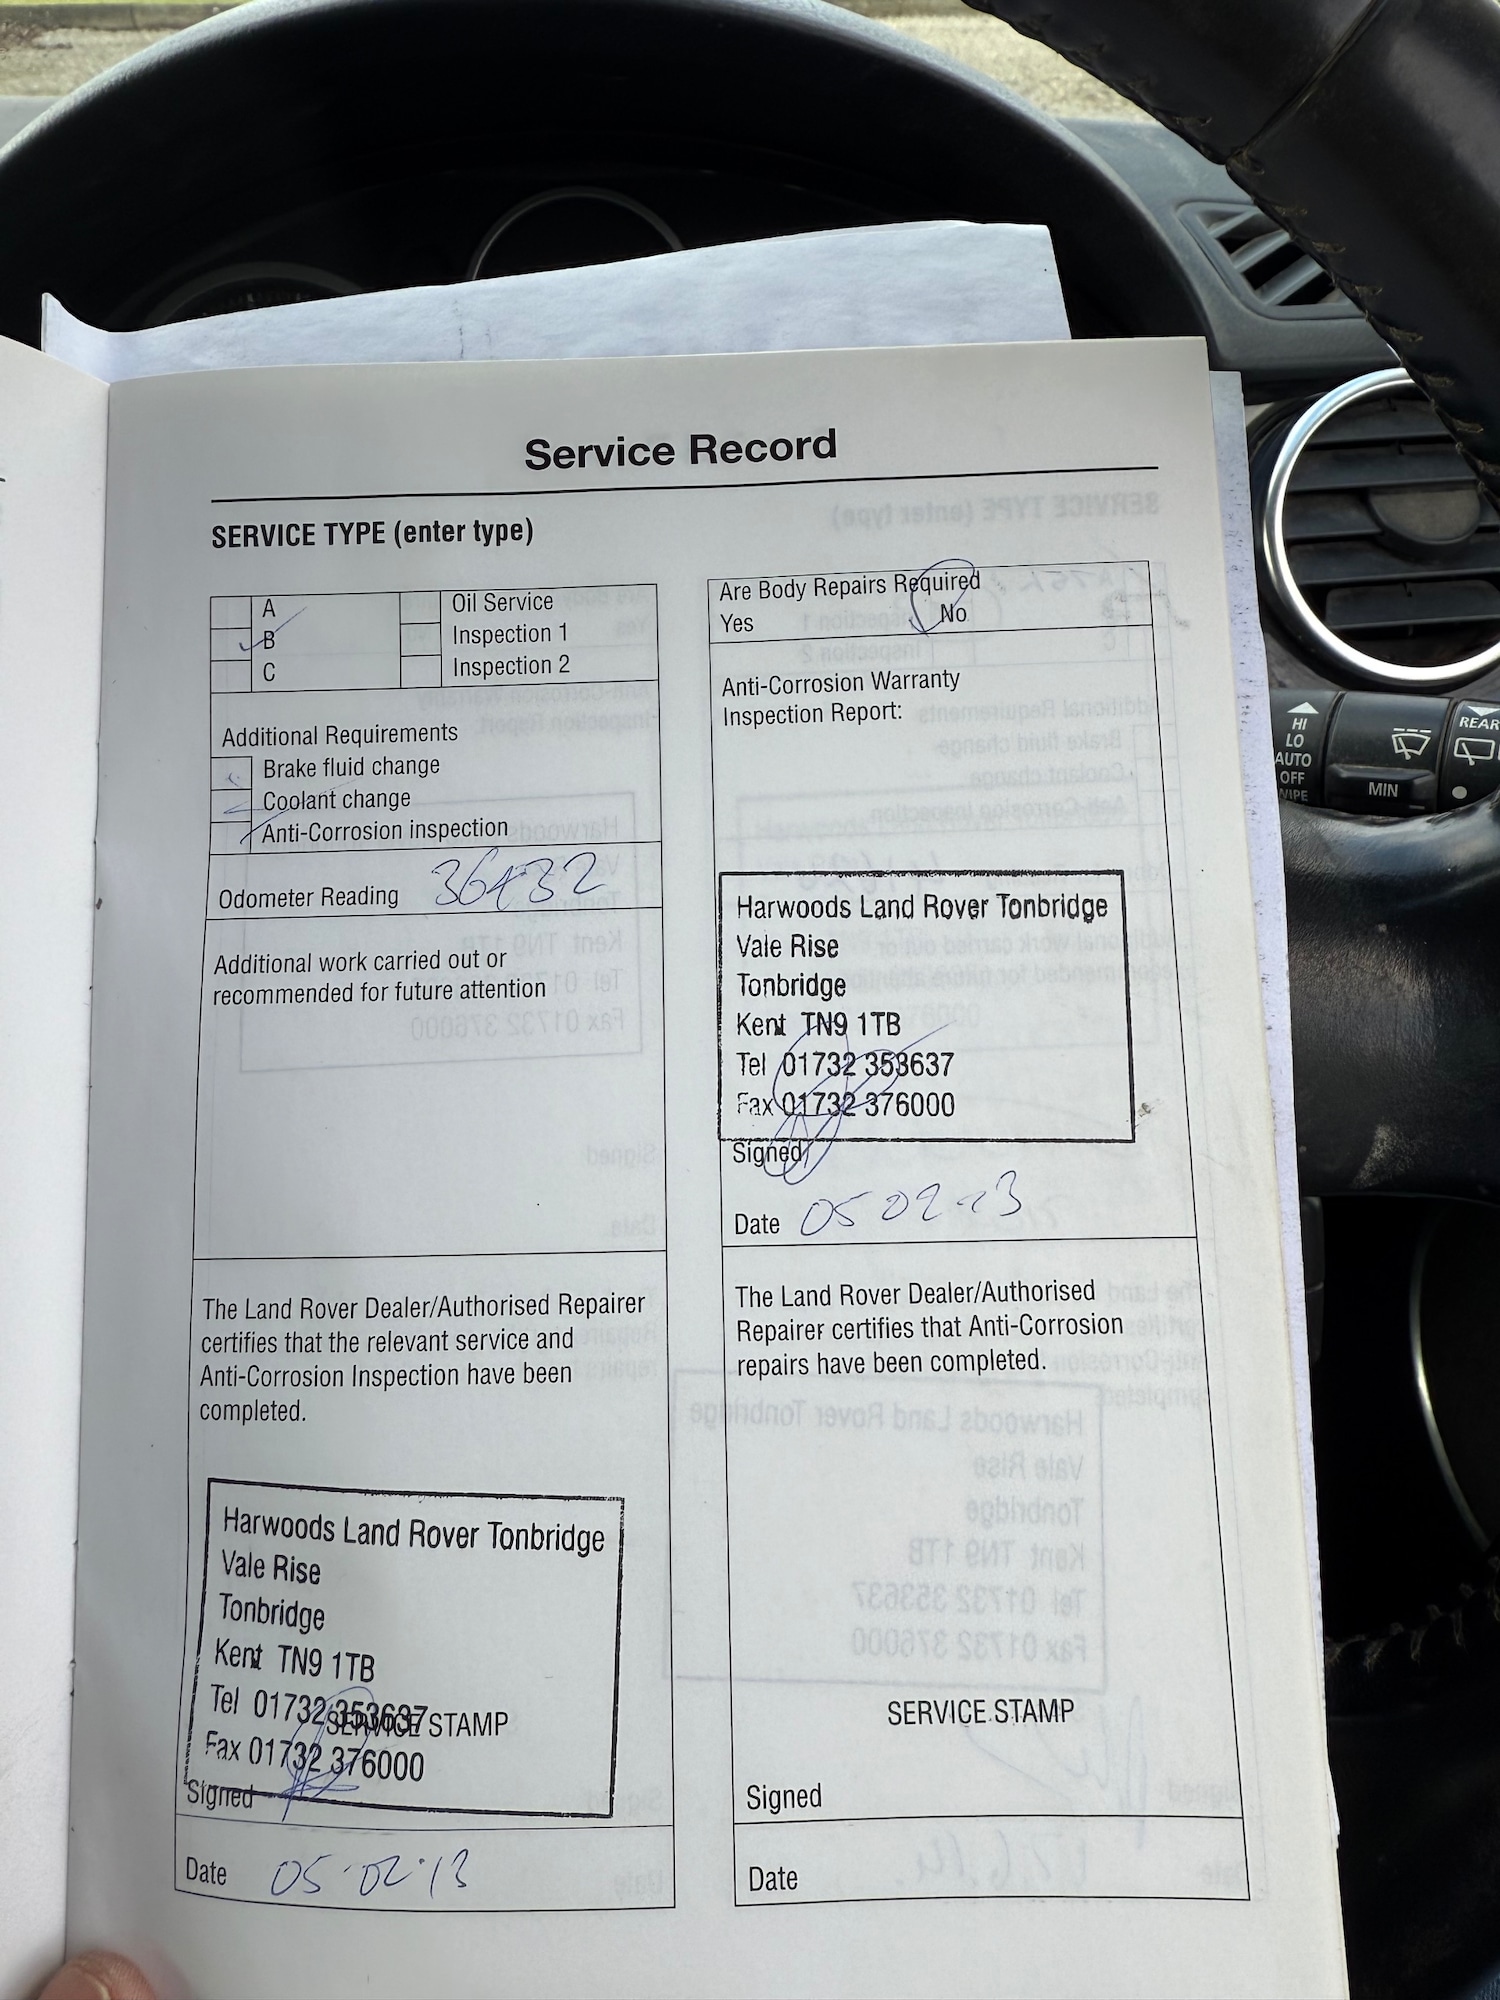 Service Record
SERVICE TYPE (enter type)
A
B
C
Oil Service
Inspection 1
Inspection 2
Additional Requirements
Brake fluid change
Coolant change
Anti-Corrosion inspection
Odometer Reading
Additional work carried out or
recommended for future attention
The Land Rover Dealer/Authorised Repairer
certifies that the relevant service and
Anti-Corrosion Inspection have been
completed.
Harwoods Land Rover Tonbridge
Vale Rise
Tonbridge
Kent TN9 1TB
Tel 01732 353637
SERVICE STAMP
Fax 01732 376000
Signed
Date 05.02.13
Are Body Repairs Required
Yes No
Anti-Corrosion Warranty
Inspection Report:
Harwoods Land Rover Tonbridge
Vale Rise
Tonbridge
Kent TN9 1TB
Tel 01732 353637
Fax 01732 376000
Signed
Date 05 02 13
The Land Rover Dealer/Authorised
Repairer certifies that Anti-Corrosion
repairs have been completed.
SERVICE STAMP
Signed
Date
HI
LO
AUTO
OFF
WIPE
MIN
REAR